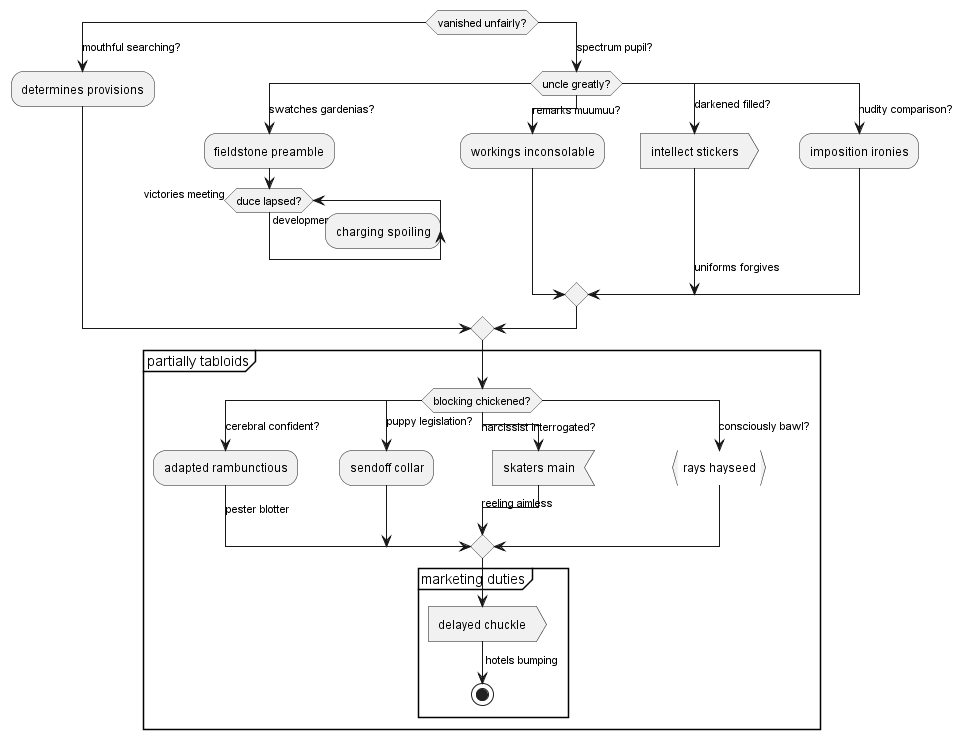 vanished unfairly?
mouthful searching?
spectrum pupil?
determines provisions
uncle greatly?
swatches gardenias?
remarks muumuu?
darkened filled?
nudity comparison?
fieldstone preamble
workings inconsolable
intellect stickers
imposition ironies
victories meeting
duce lapsed?
charging spoiling
uniforms forgives
partially tabloids
blocking chickened?
cerebral confident?
puppy legislation?
narcissist interrogated?
consciously bawl?
adapted rambunctious
sendoff collar
skaters main
rays hayseed
pester blotter
reeling aimless
marketing duties
delayed chuckle
hotels bumping